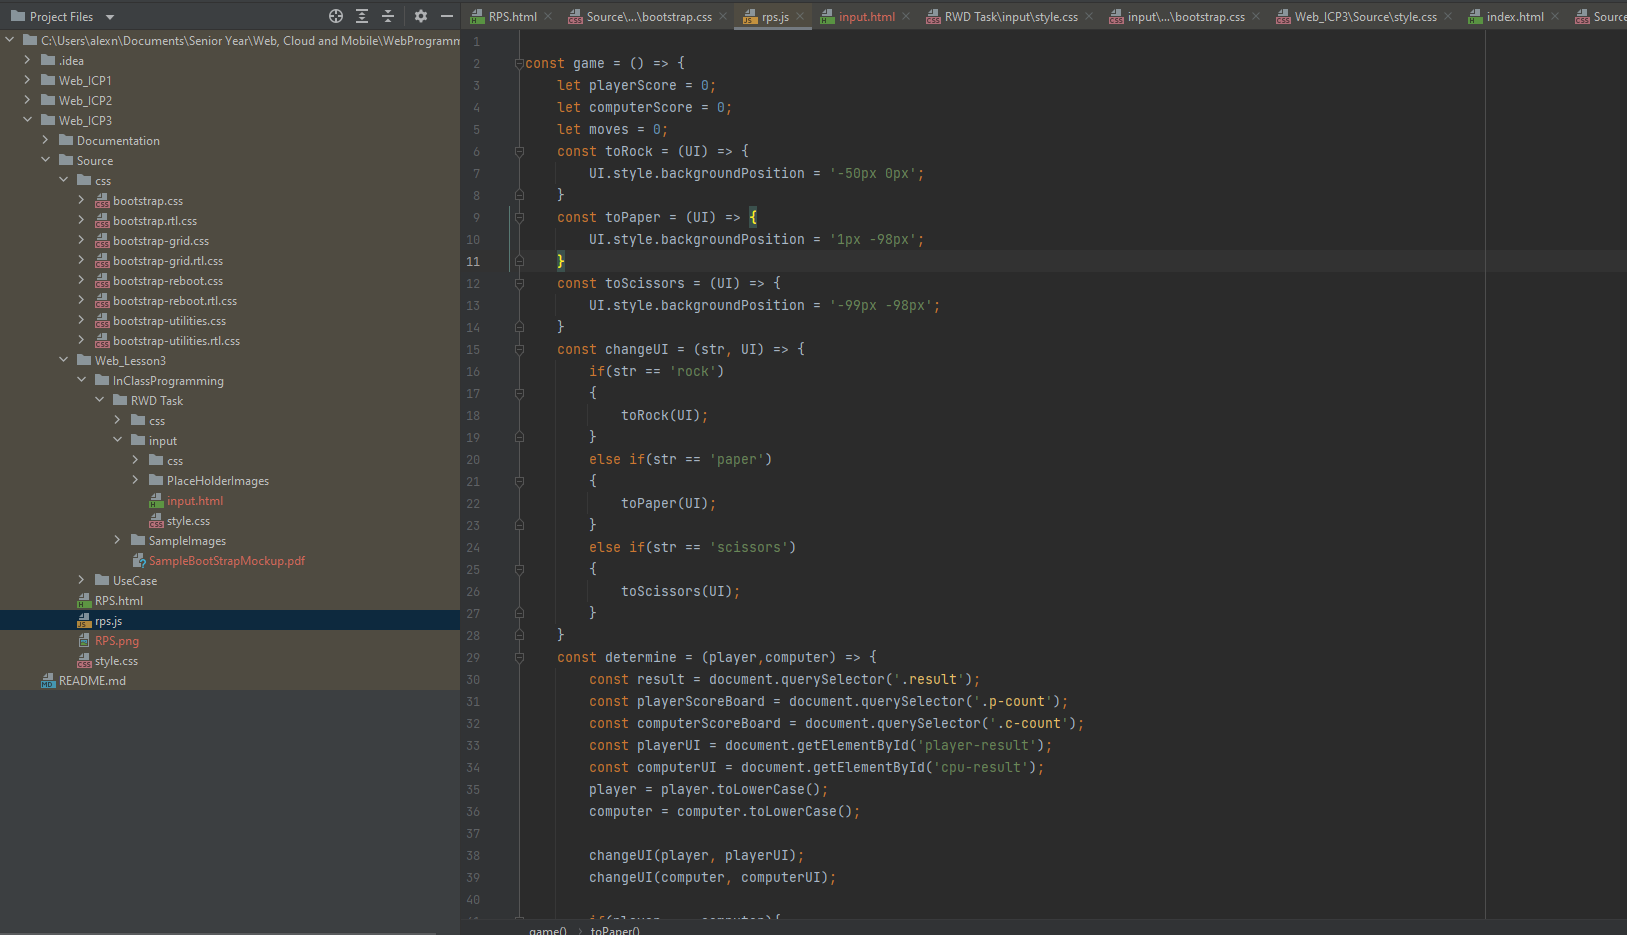 Project Files
C:\Users\alexn\Documents\Senior Year\Web, Cloud and Mobile\WebProgramm
.idea
Web_ICP1
Web_ICP2
Web_ICP3
Documentation
Source
css
bootstrap.css
bootstrap.rtl.css
bootstrap-grid.css
bootstrap-grid.rtl.css
bootstrap-reboot.css
bootstrap-reboot.rtl.css
bootstrap-utilities.css
bootstrap-utilities.rtl.css
Web_Lesson3
InClassProgramming
RWD Task
css
input
css
PlaceHolderImages
input.html
style.css
SampleImages
SampleBootStrapMockup.pdf
UseCase
RPS.html
rps.js
RPS.png
style.css
README.md
RPS.html
Source\...\bootstrap.css
rps.js
input.html
RWD Task\input\style.css
input\...\bootstrap.css
Web_ICP3\Source\style.css
index.html
Sourc
1
2 const game = () => {
3 let playerScore = 0;
4 let computerScore = 0;
5 let moves = 0;
6 const toRock = (UI) => {
7 UI.style.backgroundPosition = '-50px 0px';
8 }
9 const toPaper = (UI) => {
10 UI.style.backgroundPosition = '1px -98px';
11 }
12 const toScissors = (UI) => {
13 UI.style.backgroundPosition = '-99px -98px';
14 }
15 const changeUI = (str, UI) => {
16 if(str == 'rock')
17 {
18 toRock(UI);
19 }
20 else if(str == 'paper')
21 {
22 toPaper(UI);
23 }
24 else if(str == 'scissors')
25 {
26 toScissors(UI);
27 }
28 }
29 const determine = (player,computer) => {
30 const result = document.querySelector('.result');
31 const playerScoreBoard = document.querySelector('.p-count');
32 const computerScoreBoard = document.querySelector('.c-count');
33 const playerUI = document.getElementById('player-result');
34 const computerUI = document.getElementById('cpu-result');
35 player = player.toLowerCase();
36 computer = computer.toLowerCase();
37
38 changeUI(player, playerUI);
39 changeUI(computer, computerUI);
40
game() > toPaper()